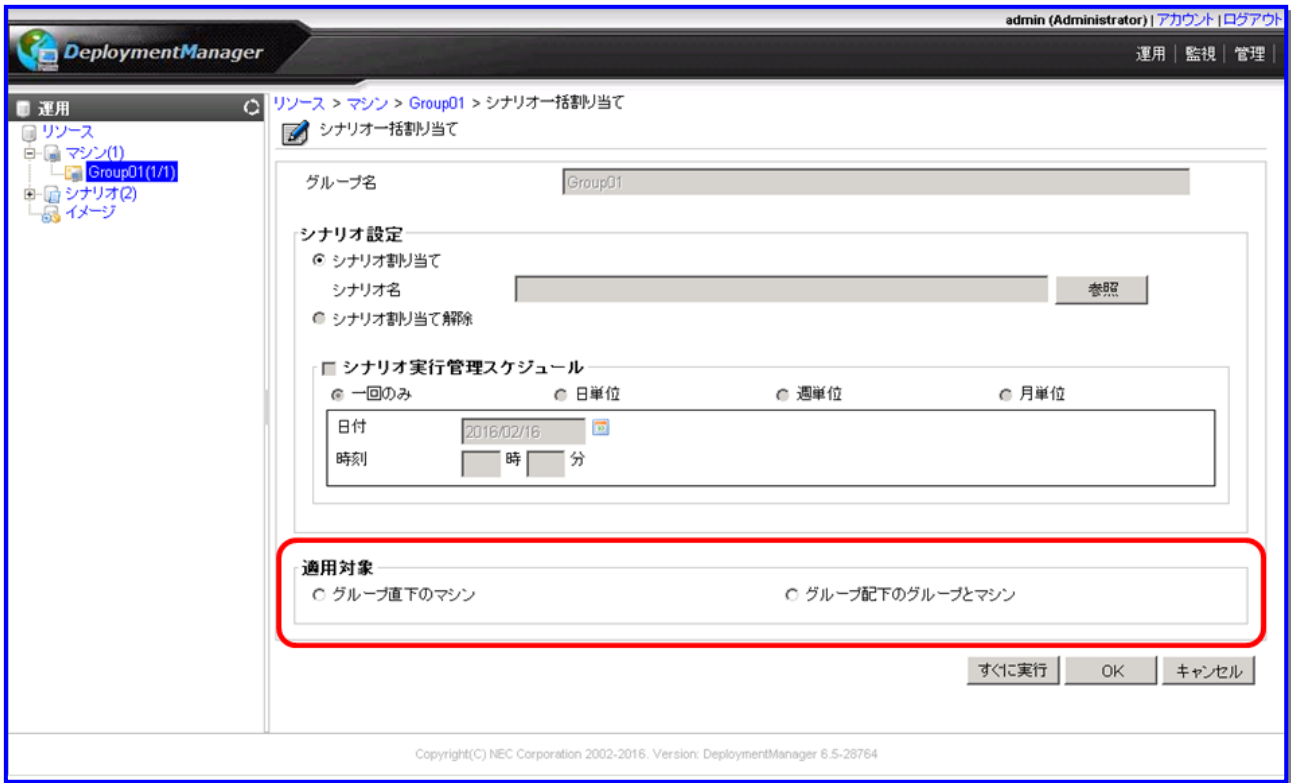 admin (Administrator) | アカウント | ログアウト
DeploymentManager
運用 | 監視 | 管理 |
運用
リソース
マシン(1)
Group01(1/1)
シナリオ(2)
イメージ
リソース > マシン > Group01 > シナリオ一括割り当て
シナリオ一括割り当て
グループ名 Group01
シナリオ設定
シナリオ割り当て
シナリオ名 参照
シナリオ割り当て解除
シナリオ実行管理スケジュール
一回のみ 日単位 週単位 月単位
日付 2016/02/16
時刻 時 分
適用対象
グループ直下のマシン グループ配下のグループとマシン
すぐに実行 OK キャンセル
Copyright(C) NEC Corporation 2002-2016. Version: DeploymentManager 6.5-28764